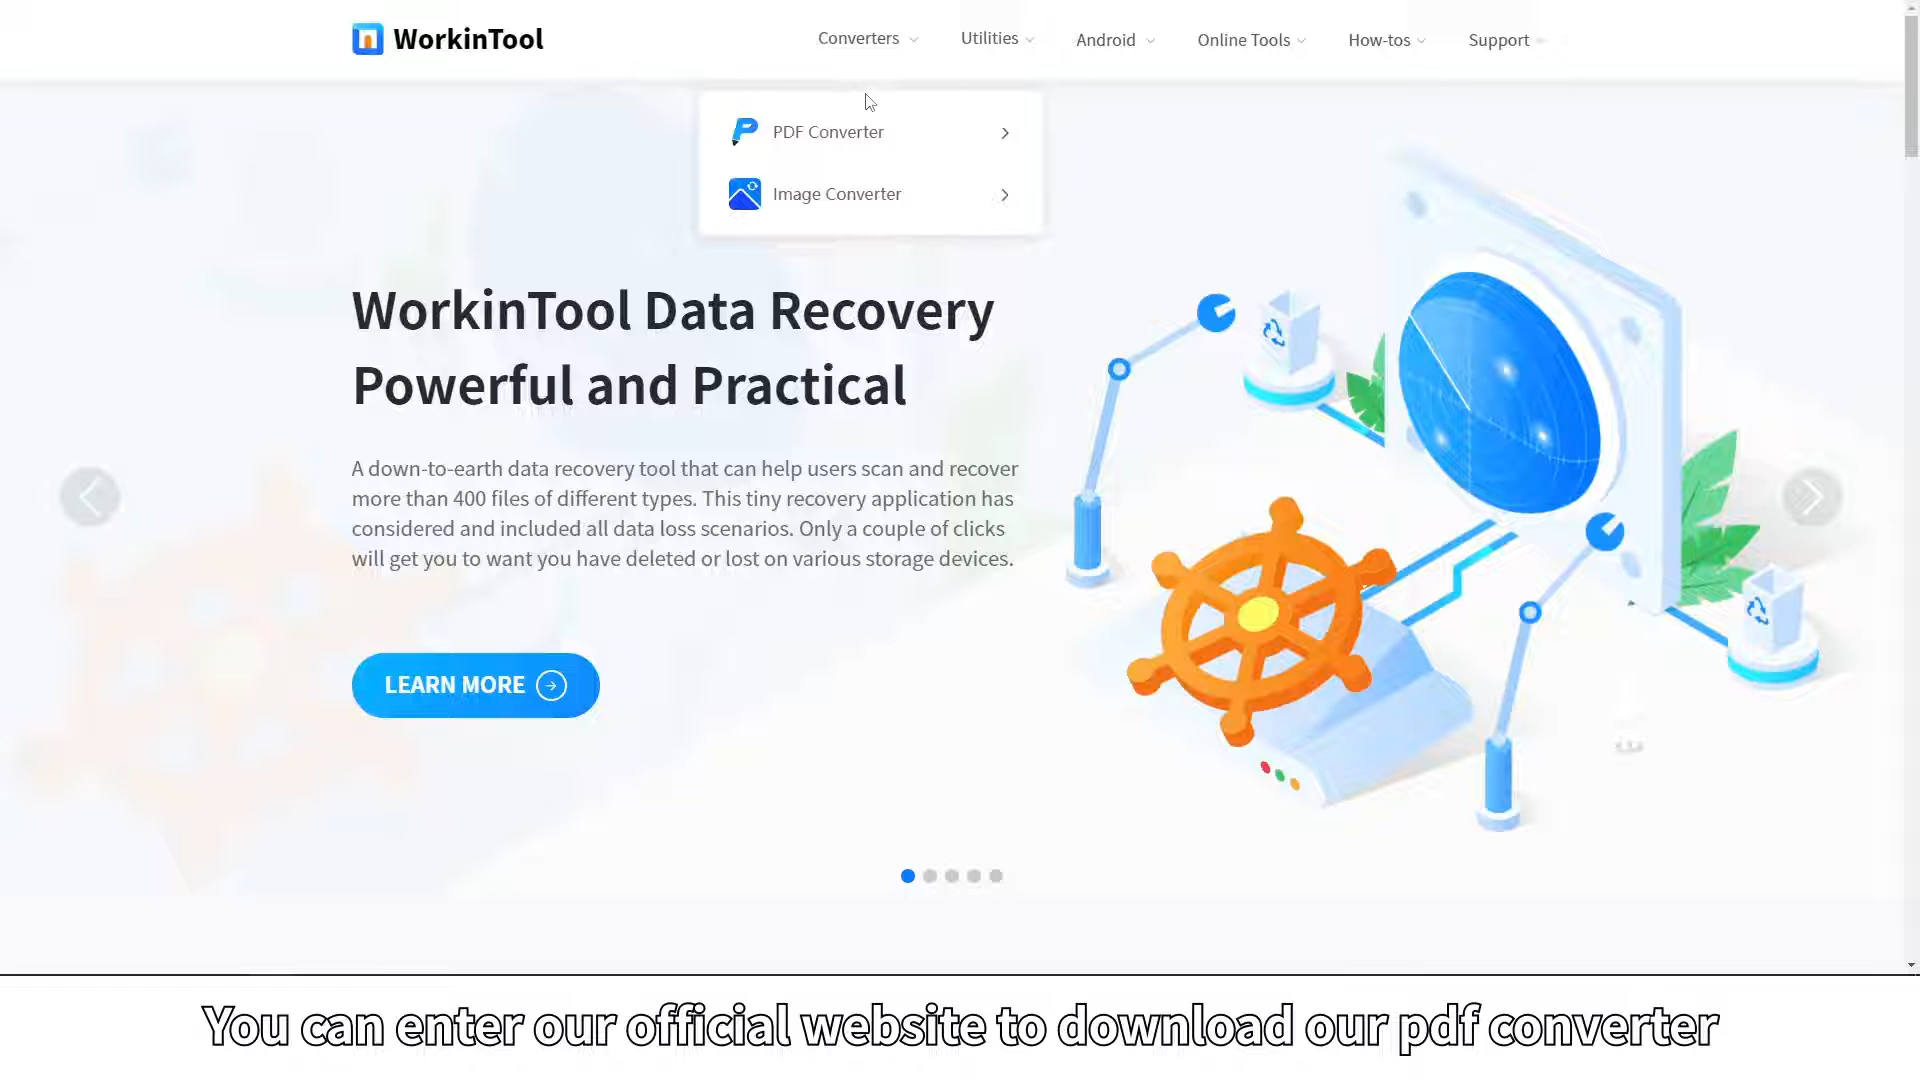 WorkinTool
Converters
Utilities
Android
Online Tools
How-tos
Support
PDF Converter
Image Converter
WorkinTool Data Recovery
Powerful and Practical
A down-to-earth data recovery tool that can help users scan and recover
more than 400 files of different types. This tiny recovery application has
considered and included all data loss scenarios. Only a couple of clicks
will get you to want you have deleted or lost on various storage devices.
LEARN MORE
You can enter our official website to download our pdf converter